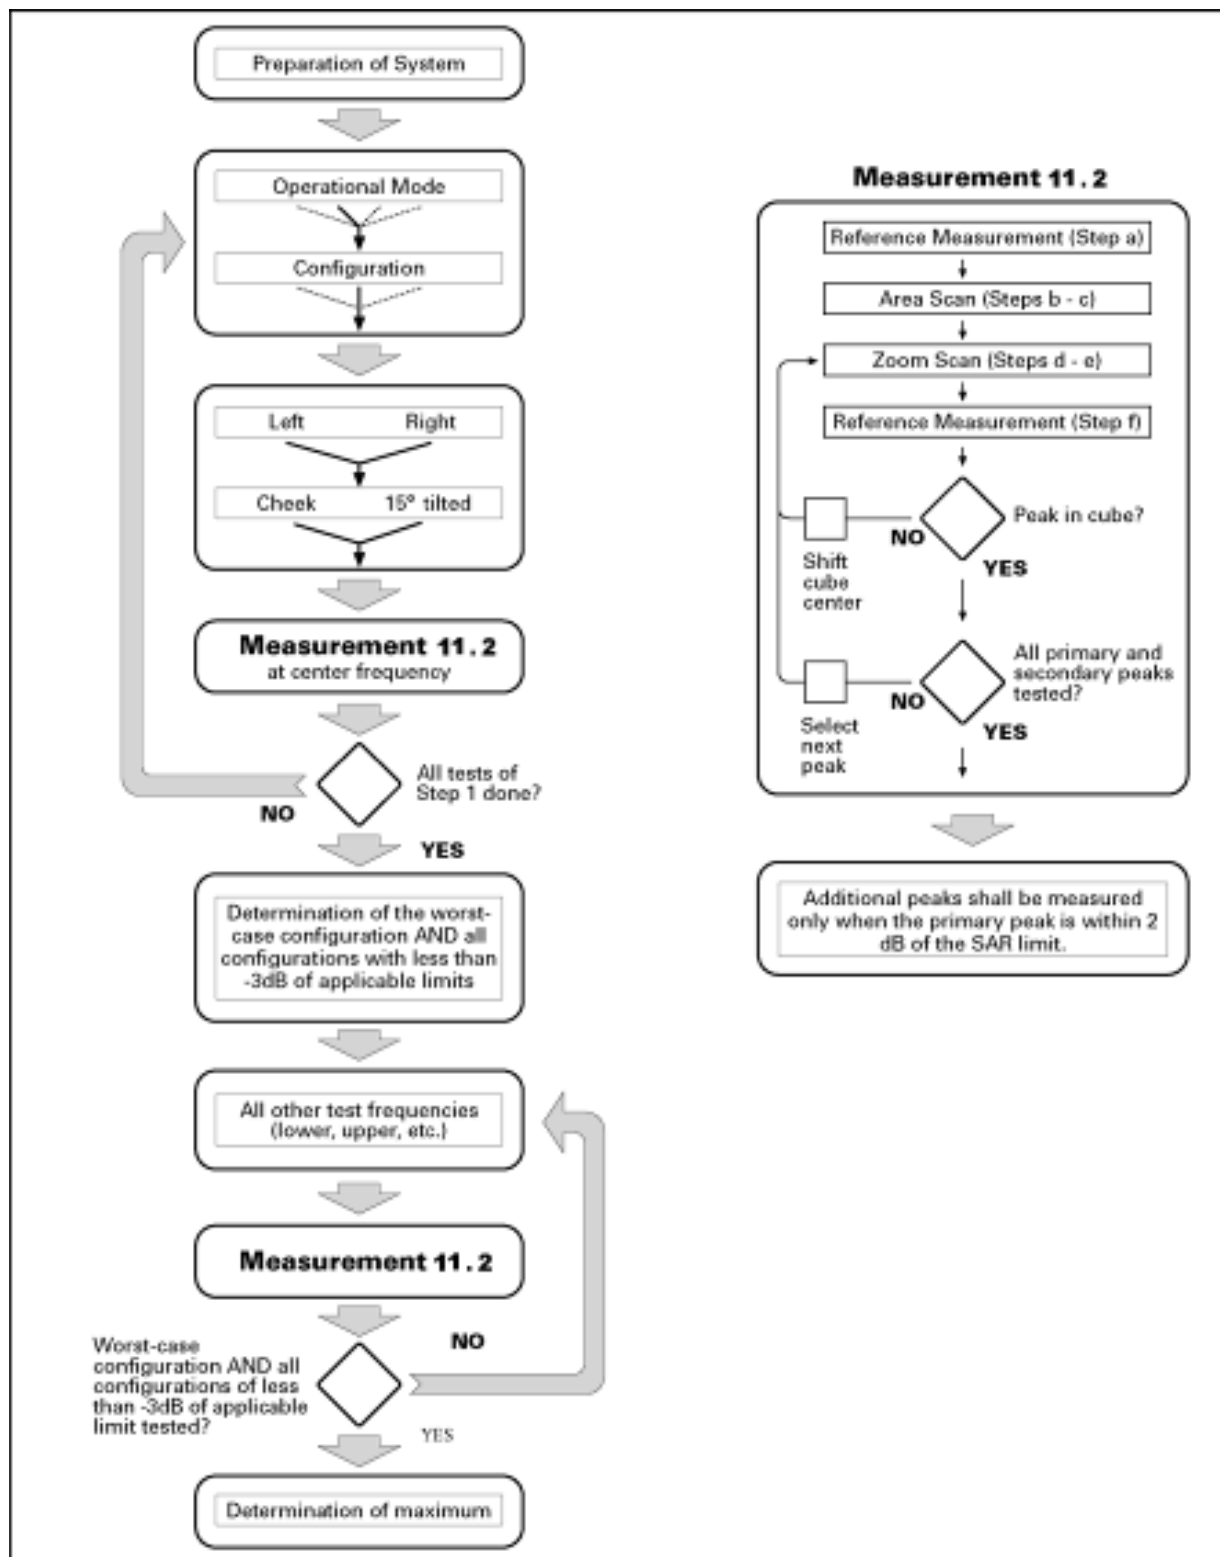 Preparation of System
Operational Mode
Configuration
Left Right
Cheek 15° tilted
Measurement 11.2
at center frequency
All tests of
Step 1 done?
NO
YES
Determination of the worst-
case configuration AND all
configurations with less than
-3dB of applicable limits
All other test frequencies
(lower, upper, etc.)
Measurement 11.2
NO
Worst-case
configuration AND all
configurations of less
than -3dB of applicable
limit tested?
YES
Determination of maximum
Measurement 11.2
Reference Measurement (Step a)
Area Scan (Steps b - c)
Zoom Scan (Steps d - e)
Reference Measurement (Step f)
Peak in cube?
NO
Shift
cube
center
YES
All primary and
secondary peaks
tested?
NO
Select
next
peak
YES
Additional peaks shall be measured
only when the primary peak is within 2
dB of the SAR limit.